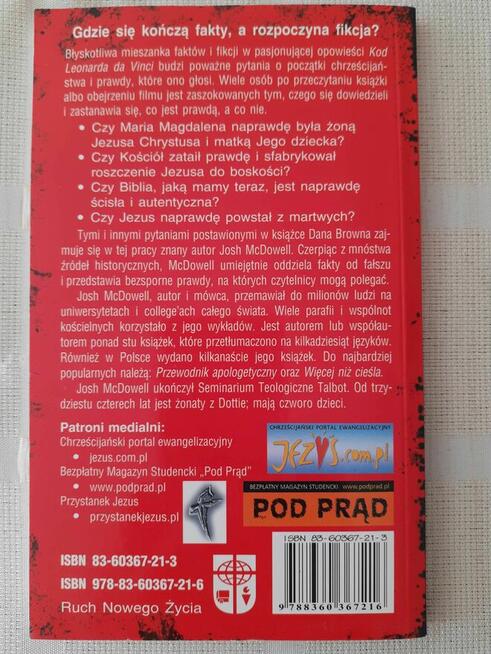 Gdzie się kończą fakty, a rozpoczyna fikcja?
Błyskotliwa mieszanka faktów i fikcji w pasjonującej opowieści Kod
Leonarda da Vinci budzi poważne pytania o początki chrześcijań-
stwa i prawdy, które ono głosi. Wiele osób po przeczytaniu książki
albo obejrzeniu filmu jest zaszokowanych tym, czego się dowiedzieli
i zastanawia się, co jest prawdą, a co nie.
• Czy Maria Magdalena naprawdę była żoną
Jezusa Chrystusa i matką Jego dziecka?
• Czy Kościół zataił prawdę i sfabrykował
roszczenie Jezusa do boskości?
• Czy Biblia, jaką mamy teraz, jest naprawdę
ścisła i autentyczna?
• Czy Jezus naprawdę powstał z martwych?
Tymi i innymi pytaniami postawionymi w książce Dana Browna zaj-
muje się w tej pracy znany autor Josh McDowell. Czerpiąc z mnóstwa
źródeł historycznych, McDowell umiejętnie oddziela fakty od fałszu
i przedstawia bezsporne prawdy, na których czytelnicy mogą polegać.
Josh McDowell, autor i mówca, przemawiał do milionów ludzi na
uniwersytetach i college'ach całego świata. Wiele parafii i wspólnot
kościelnych korzystało z jego wykładów. Jest autorem lub współau-
torem ponad stu książek, które przetłumaczono na kilkadziesiąt języków.
Również w Polsce wydano kilkanaście jego książek. Do najbardziej
popularnych należą: Przewodnik apologetyczny oraz Więcej niż cieśla.
Josh McDowell ukończył Seminarium Teologiczne Talbot. Od trzy-
dziestu czterech lat jest żonaty z Dottie; mają czworo dzieci.
Patroni medialni:
Chrześcijański portal ewangelizacyjny
• jezus.com.pl
Bezpłatny Magazyn Studencki „Pod Prąd"
• www.podprad.pl
Przystanek Jezus
• przystanekjezus.pl
CHRZEŚCIJAŃSKI PORTAL EWANGELIZACYJNY
JEZUS.com.pl
BEZPŁATNY MAGAZYN STUDENCKI • www.podprad.pl
POD PRĄD
ISBN 83-60367-21-3
ISBN 978-83-60367-21-6
Ruch Nowego Życia
ISBN 83-60367-21-3
9 788360 367216